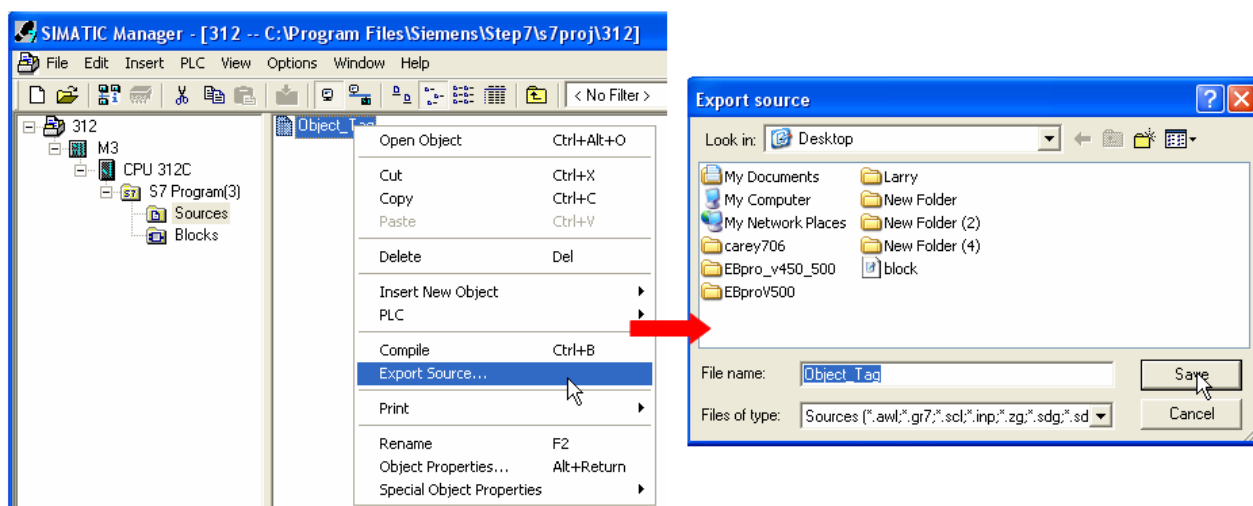 SIMATIC Manager - [312 -- C:\Program Files\Siemens\Step7\s7proj\312]
File Edit Insert PLC View Options Window Help
< No Filter >
312
M3
CPU 312C
S7 Program(3)
Sources
Blocks
Object_Tag
Open Object Ctrl+Alt+O
Cut Ctrl+X
Copy Ctrl+C
Paste Ctrl+V
Delete Del
Insert New Object
PLC
Compile Ctrl+B
Export Source...
Print
Rename F2
Object Properties... Alt+Return
Special Object Properties
Export source
Look in: Desktop
My Documents
My Computer
My Network Places
carey706
EBpro_v450_500
EBproV500
Larry
New Folder
New Folder (2)
New Folder (4)
block
File name: Object_Tag Save
Files of type: Sources (*.awl;*.gr7;*.scl;*.inp;*.zg;*.sdg;*.sd Cancel